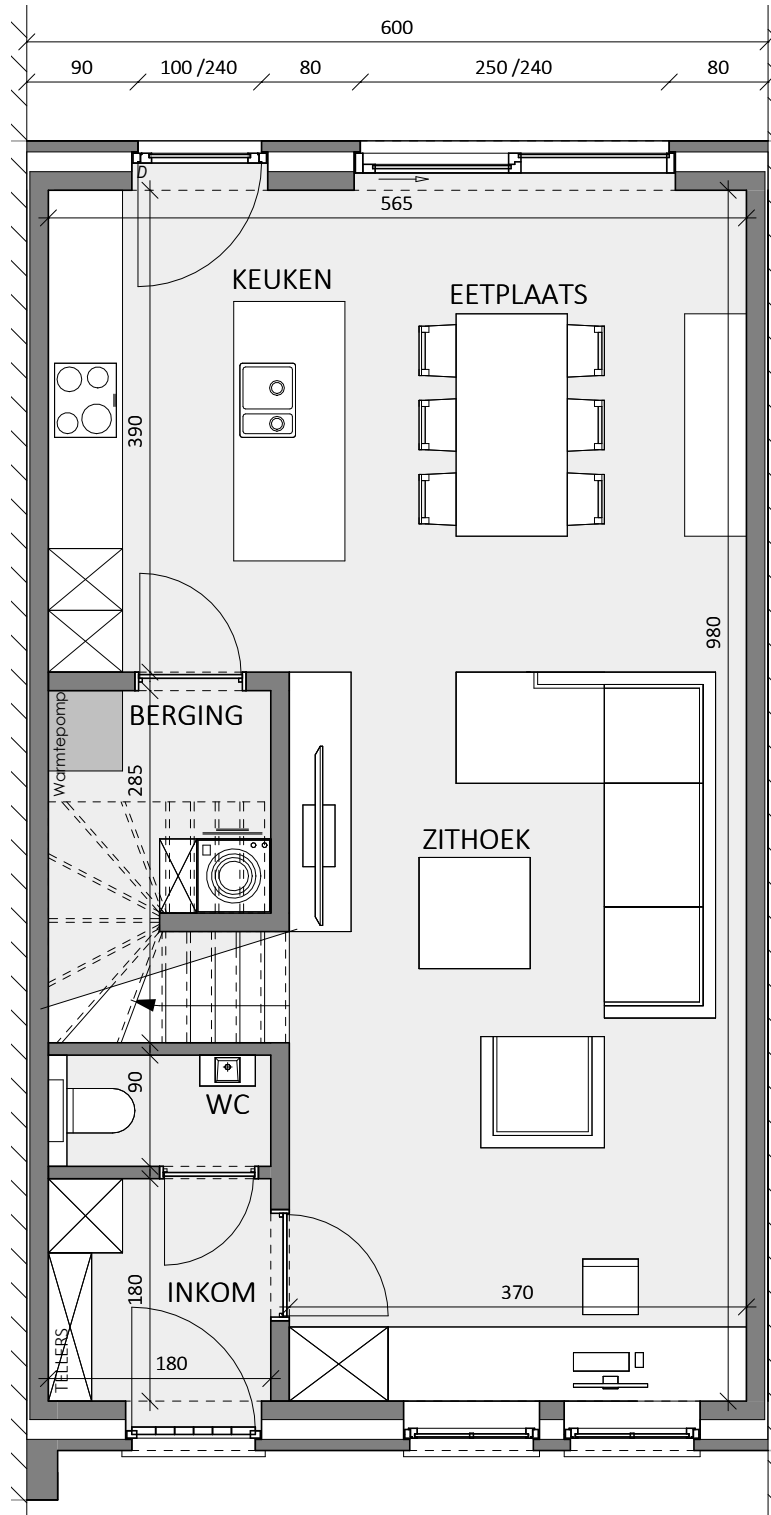 600
90
100 /240
80
250 /240
80
D
565
KEUKEN
EETPLAATS
390
980
Warmtepomp
BERGING
285
ZITHOEK
90
WC
180
INKOM
370
TELLERS
180